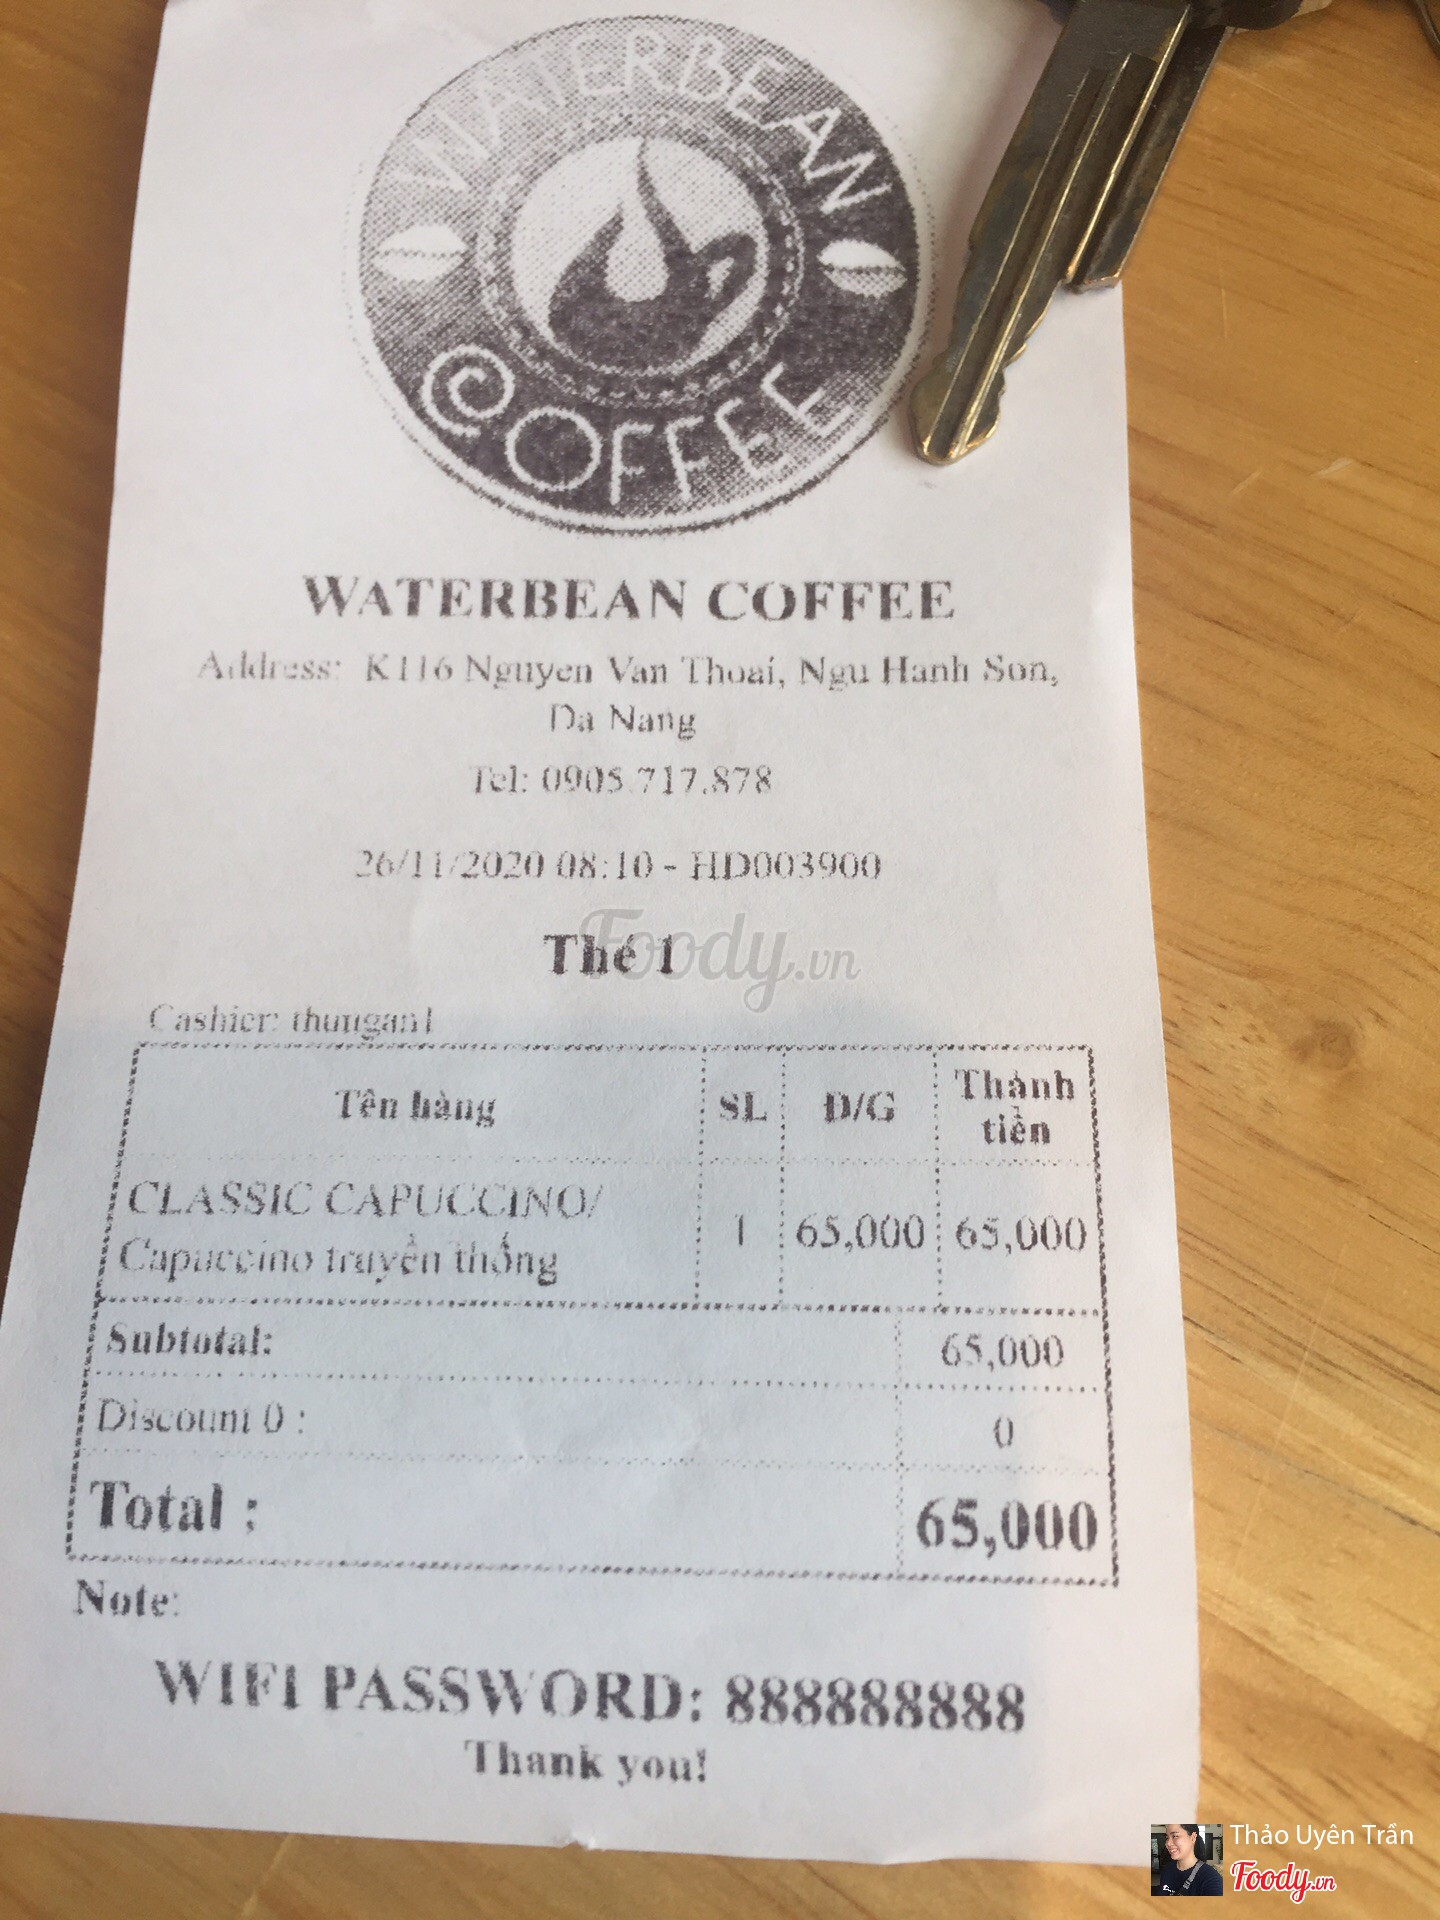 WATERBEAN
COFFEE
WATERBEAN COFFEE
Address: K116 Nguyen Van Thoai, Ngu Hanh Son,
Da Nang
Tel: 0905.717.878
26/11/2020 08:10 - HD003900
Thẻ 1
Foody.vn
Cashier: thungan1
Tên hàng SL Đ/G Thành tiền
CLASSIC CAPUCCINO/
Capuccino truyền thống 1 65,000 65,000
Subtotal: 65,000
Discount 0 : 0
Total : 65,000
Note:
WIFI PASSWORD: 888888888
Thank you!
Thảo Uyên Trần
Foody.vn